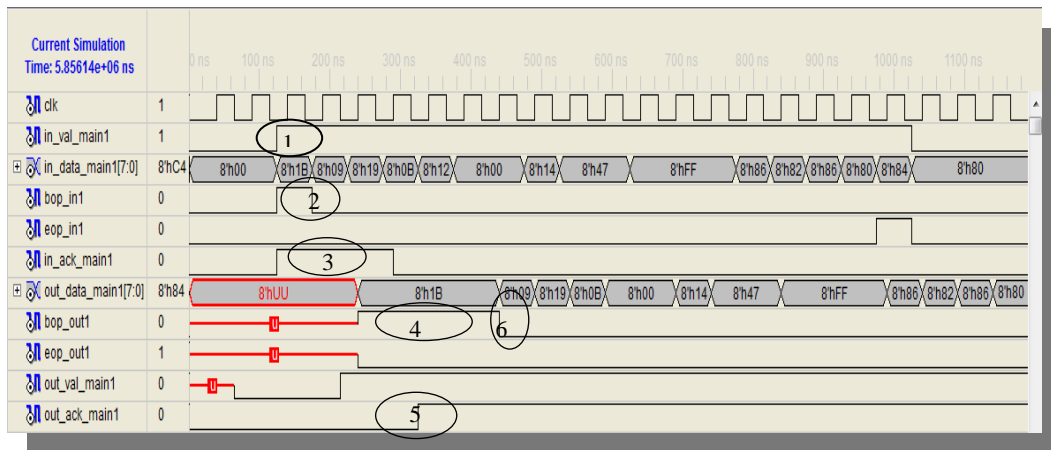 Current Simulation
Time: 5.85614e+06 ns
0 ns 100 ns 200 ns 300 ns 400 ns 500 ns 600 ns 700 ns 800 ns 900 ns 1000 ns 1100 ns
clk 1
in_val_main1 1 1
in_data_main1[7:0] 8'hC4 8'h00 8'h1B 8'h09 8'h19 8'h0B 8'h12 8'h00 8'h14 8'h47 8'hFF 8'h86 8'h82 8'h86 8'h80 8'h84 8'h80
bop_in1 0 2
eop_in1 0
in_ack_main1 0 3
out_data_main1[7:0] 8'h84 8'hUU 8'h1B 8'h09 8'h19 8'h0B 8'h00 8'h14 8'h47 8'hFF 8'h86 8'h82 8'h86 8'h80
bop_out1 0 U 4 6
eop_out1 1 U
out_val_main1 0 U
out_ack_main1 0 5